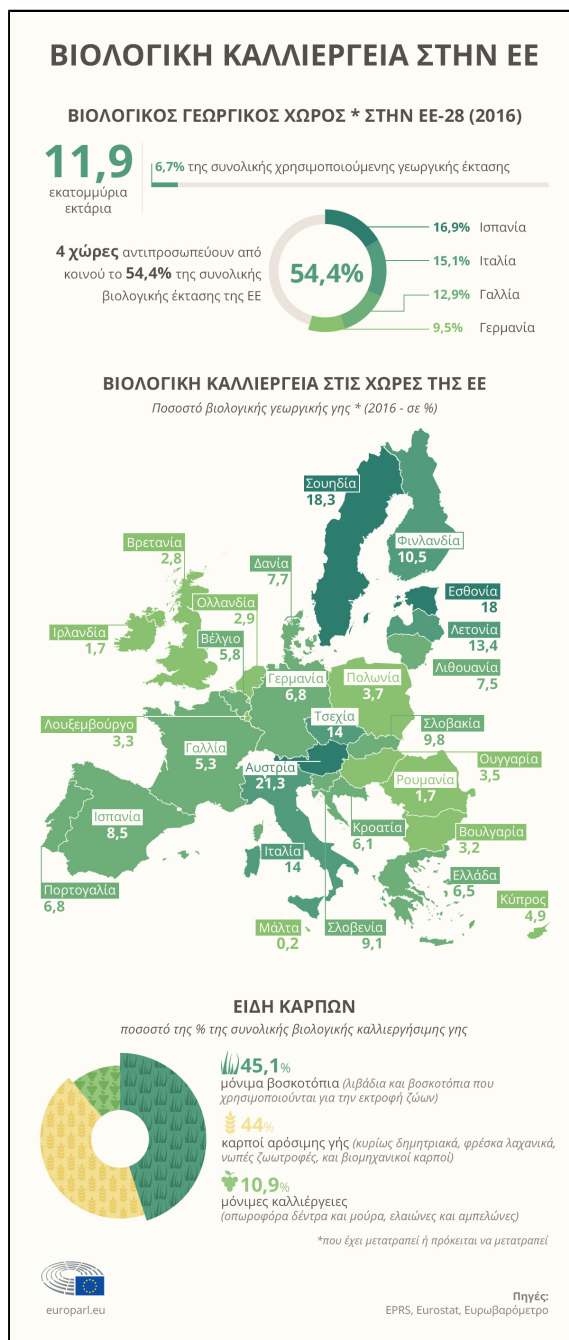 ΒΙΟΛΟΓΙΚΗ ΚΑΛΛΙΕΡΓΕΙΑ ΣΤΗΝ ΕΕ
ΒΙΟΛΟΓΙΚΟΣ ΓΕΩΡΓΙΚΟΣ ΧΩΡΟΣ * ΣΤΗΝ ΕΕ-28 (2016)
11,9
εκατομμύρια
εκτάρια
6,7% της συνολικής χρησιμοποιούμενης γεωργικής έκτασης
4 χώρες αντιπροσωπεύουν από
κοινού το 54,4% της συνολικής
βιολογικής έκτασης της ΕΕ
54,4%
16,9% Ισπανία
15,1% Ιταλία
12,9% Γαλλία
9,5% Γερμανία
ΒΙΟΛΟΓΙΚΗ ΚΑΛΛΙΕΡΓΕΙΑ ΣΤΙΣ ΧΩΡΕΣ ΤΗΣ ΕΕ
Ποσοστό βιολογικής γεωργικής γης * (2016 - σε %)
Σουηδία
18,3
Φινλανδία
10,5
Βρετανία
2,8
Δανία
7,7
Εσθονία
18
Ολλανδία
2,9
Ιρλανδία
1,7
Βέλγιο
5,8
Λετονία
13,4
Λιθουανία
7,5
Γερμανία
6,8
Πολωνία
3,7
Λουξεμβούργο
3,3
Τσεχία
14
Σλοβακία
9,8
Γαλλία
5,3
Αυστρία
21,3
Ουγγαρία
3,5
Ρουμανία
1,7
Ισπανία
8,5
Κροατία
6,1
Βουλγαρία
3,2
Ιταλία
14
Πορτογαλία
6,8
Ελλάδα
6,5
Κύπρος
4,9
Μάλτα
0,2
Σλοβενία
9,1
ΕΙΔΗ ΚΑΡΠΩΝ
ποσοστό της % της συνολικής βιολογικής καλλιεργήσιμης γης
45,1%
μόνιμα βοσκοτόπια (λιβάδια και βοσκοτόπια που
χρησιμοποιούνται για την εκτροφή ζώων)
44%
καρποί αρόσιμης γής (κυρίως δημητριακά, φρέσκα λαχανικά,
νωπές ζωωτροφές, και βιομηχανικοί καρποί)
10,9%
μόνιμες καλλιέργειες
(οπωροφόρα δέντρα και μούρα, ελαιώνες και αμπελώνες)
*που έχει μετατραπεί ή πρόκειται να μετατραπεί
europarl.eu
Πηγές:
EPRS, Eurostat, Ευρωβαρόμετρο